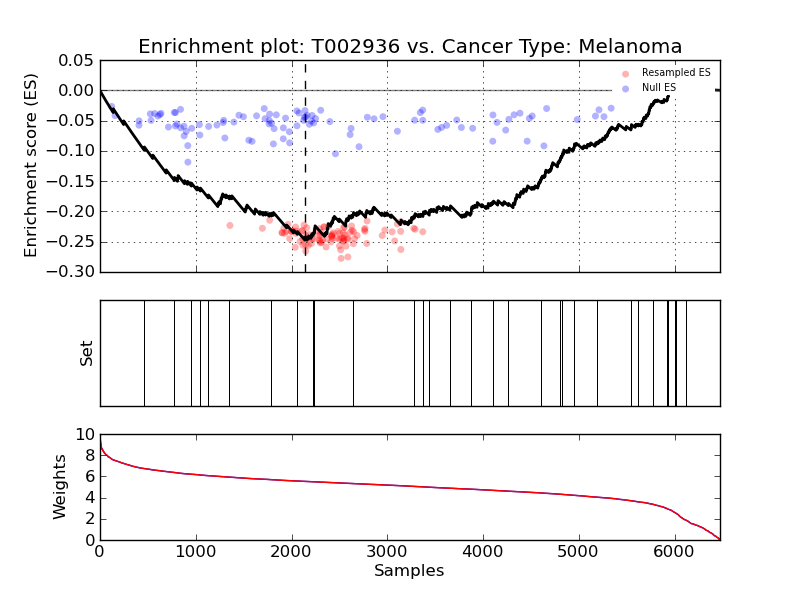 Enrichment plot: T002936 vs. Cancer Type: Melanoma
Enrichment score (ES)
0.05
0.00
−0.05
−0.10
−0.15
−0.20
−0.25
−0.30
Resampled ES
Null ES
Set
Weights
10
8
6
4
2
0
0 1000 2000 3000 4000 5000 6000
Samples